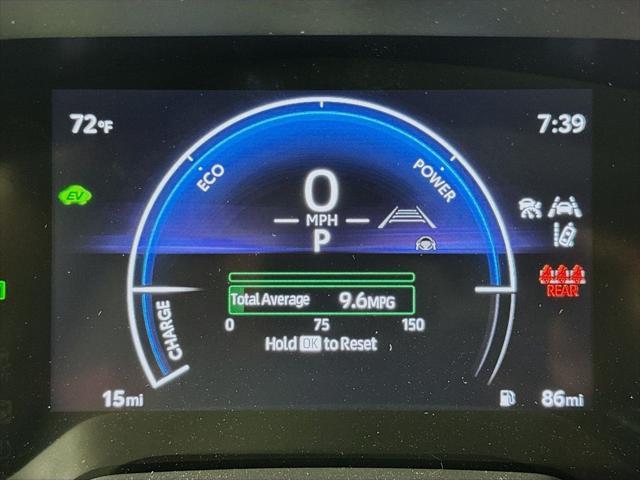 72°F
7:39
ECO
POWER
EV
0
MPH
P
REAR
Total Average 9.6MPG
0 75 150
CHARGE
Hold OK to Reset
15mi
86mi